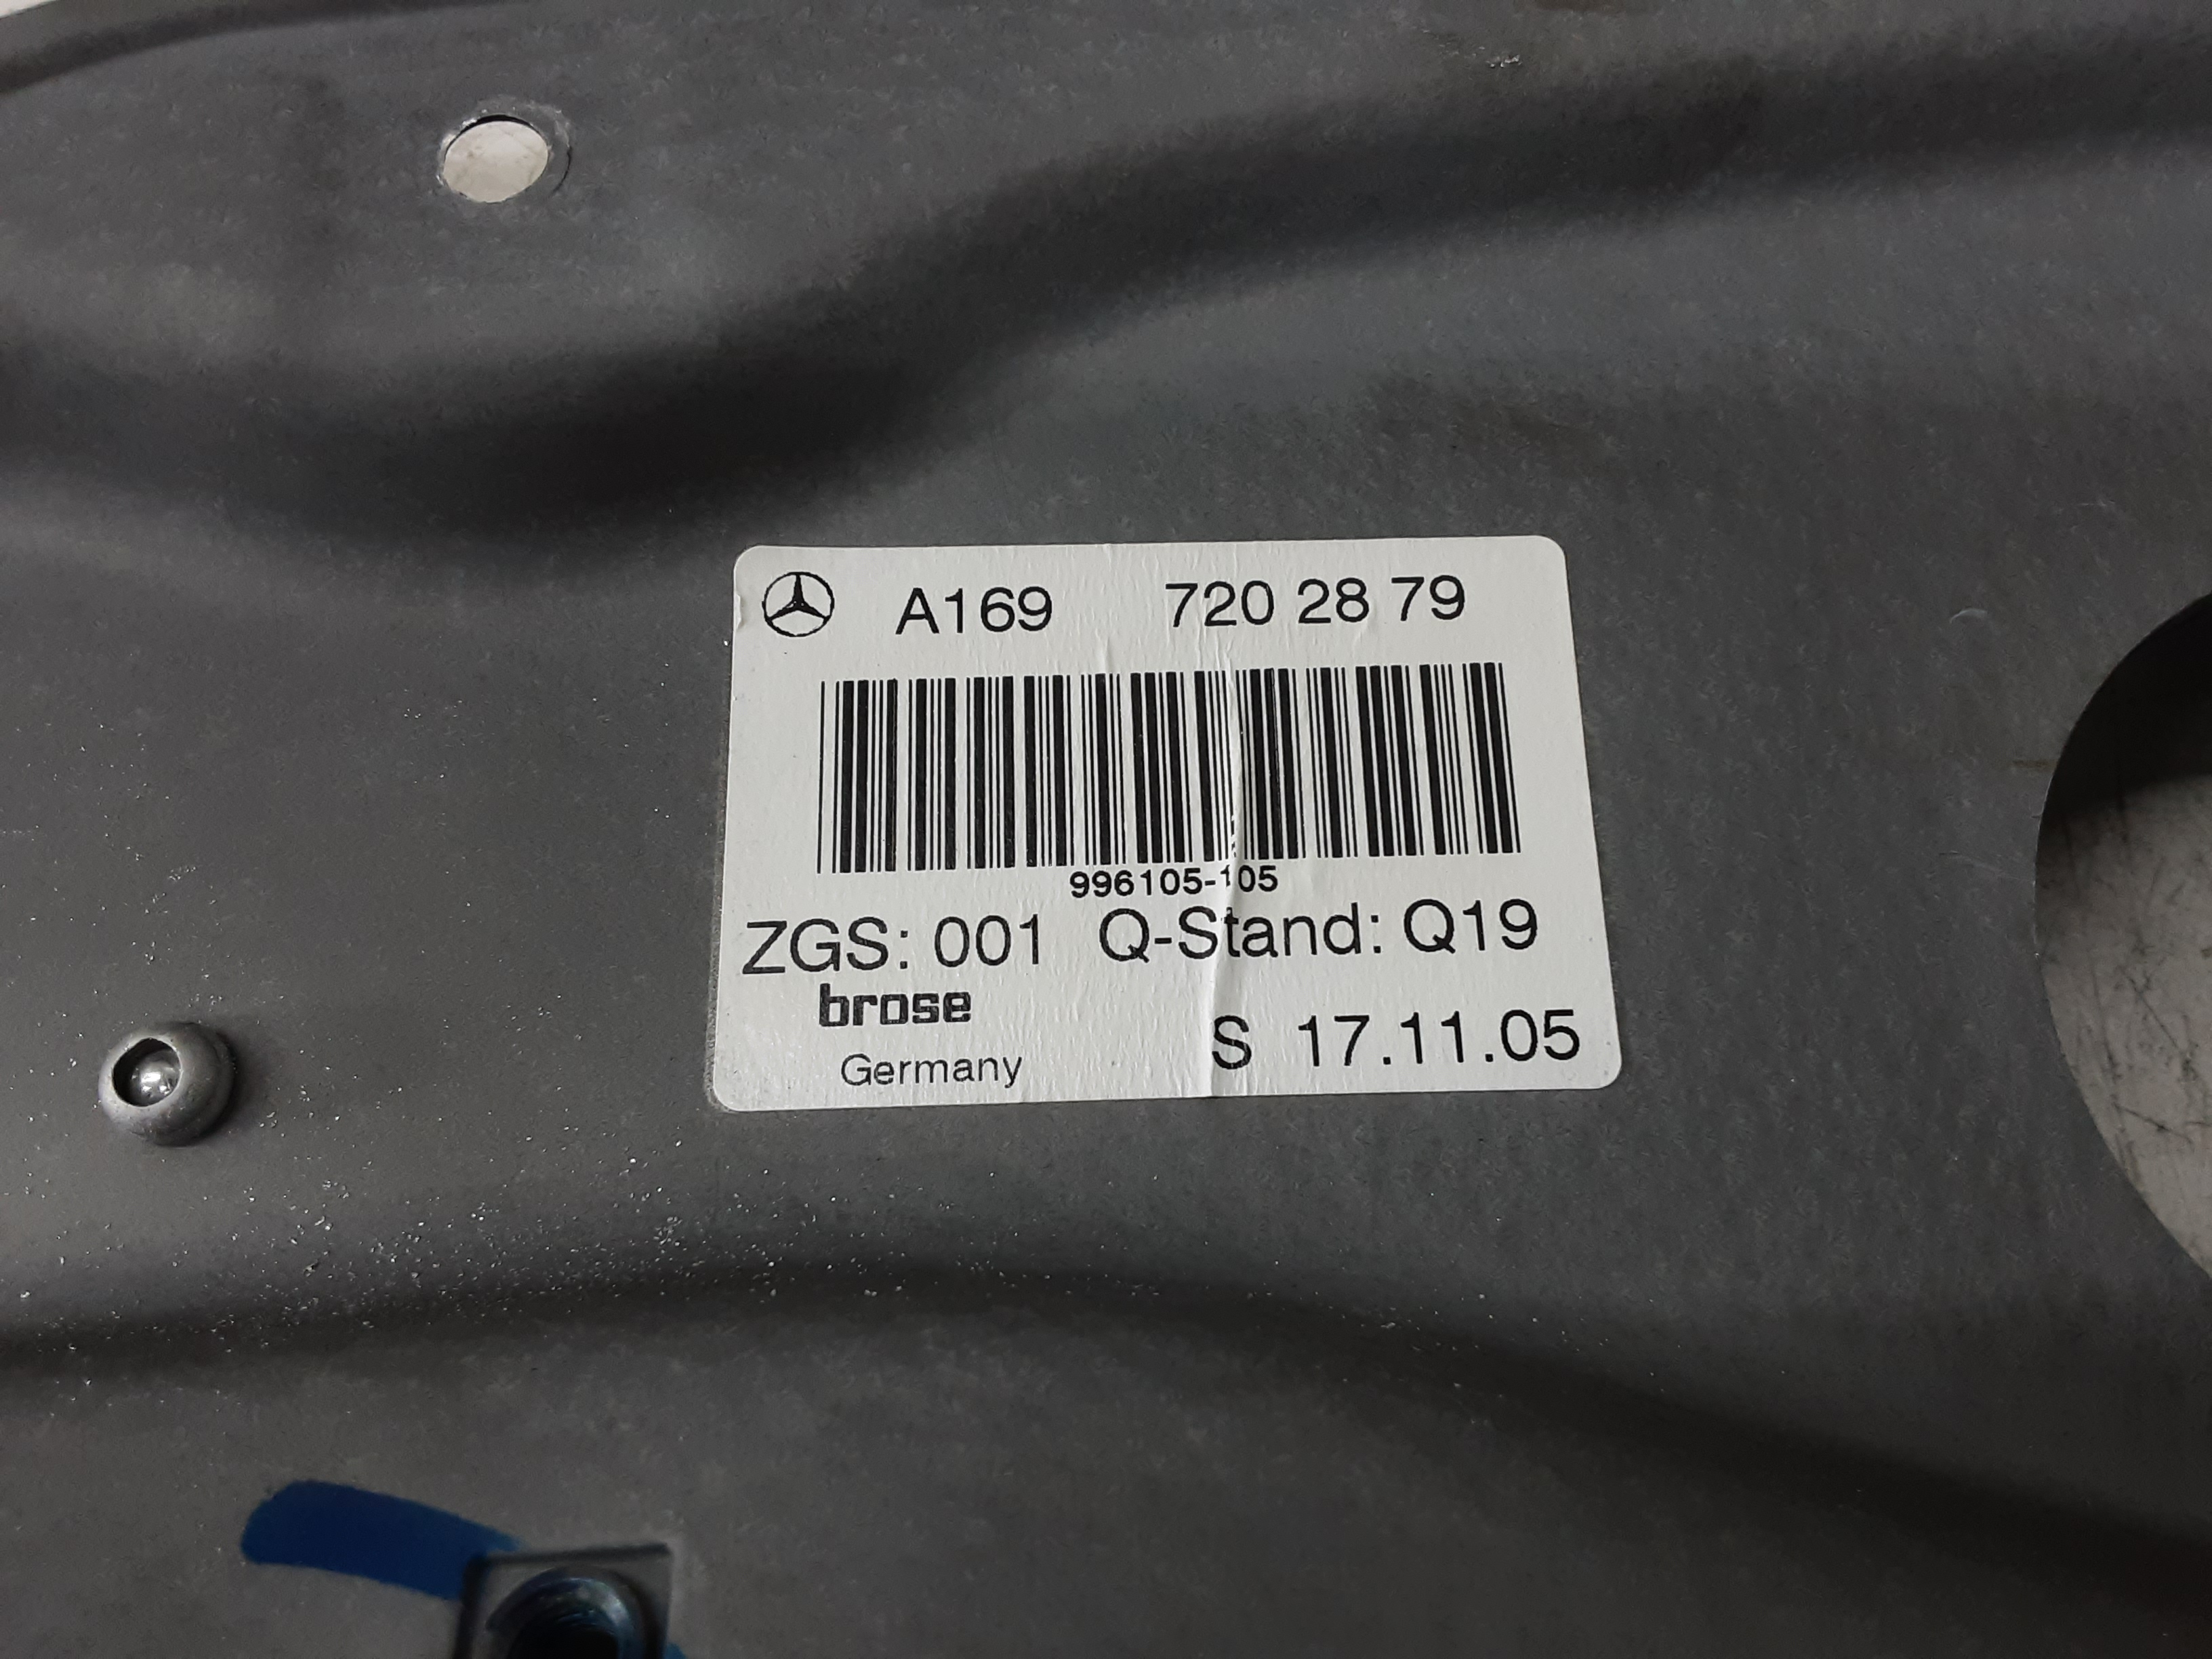 A169 720 28 79
996105-105
ZGS: 001 Q-Stand: Q19
brose
Germany S 17.11.05